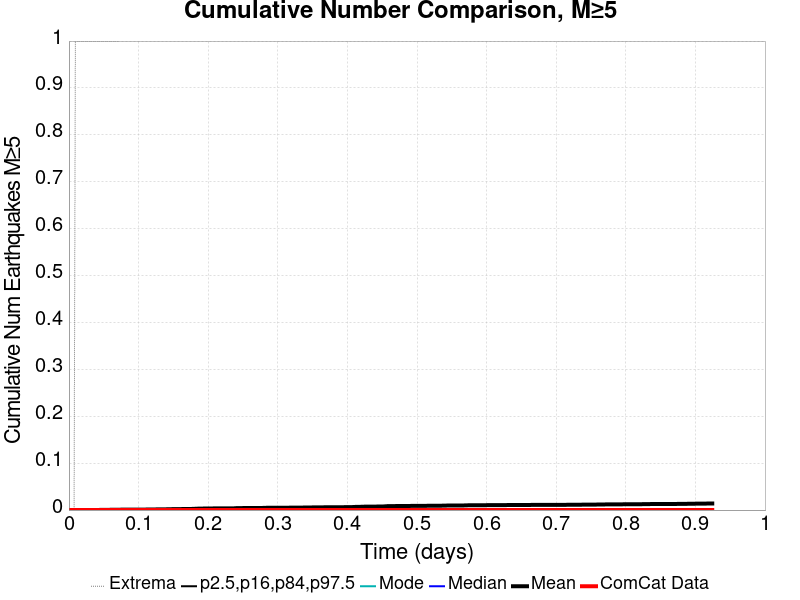 Cumulative Number Comparison, M≥5
Cumulative Num Earthquakes M≥5
1
0.9
0.8
0.7
0.6
0.5
0.4
0.3
0.2
0.1
0
0 0.1 0.2 0.3 0.4 0.5 0.6 0.7 0.8 0.9 1
Time (days)
Extrema p2.5,p16,p84,p97.5 Mode Median Mean ComCat Data